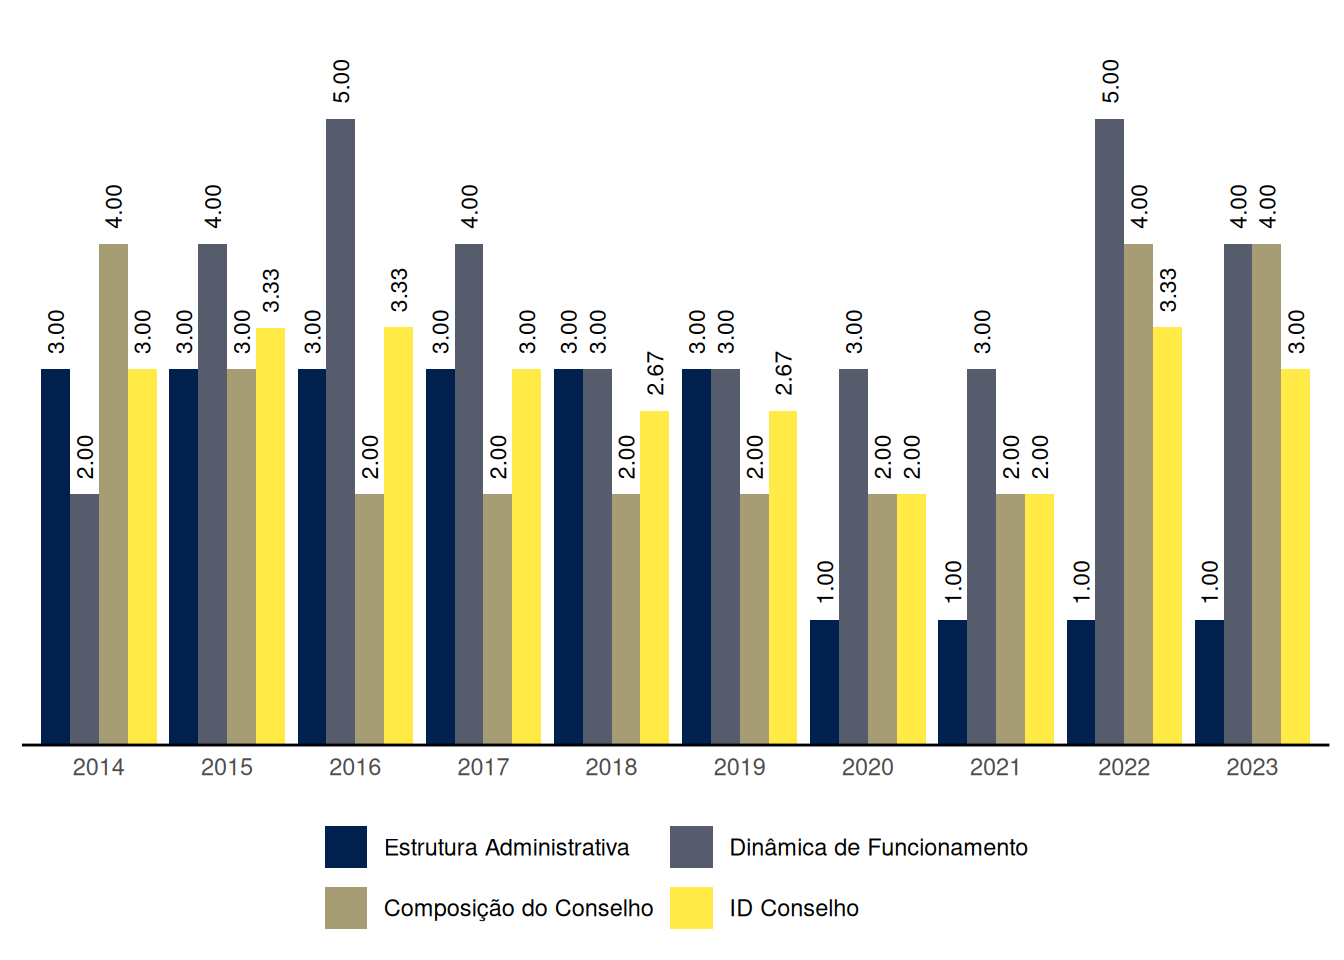 3.00 2.00 4.00 3.00
3.00 4.00 3.00 3.33
3.00 5.00 2.00 3.33
3.00 4.00 2.00 3.00
3.00 3.00 2.00 2.67
3.00 3.00 2.00 2.67
1.00 3.00 2.00 2.00
1.00 3.00 2.00 2.00
1.00 5.00 4.00 3.33
1.00 4.00 4.00 3.00
2014 2015 2016 2017 2018 2019 2020 2021 2022 2023
Estrutura Administrativa Dinâmica de Funcionamento
Composição do Conselho ID Conselho